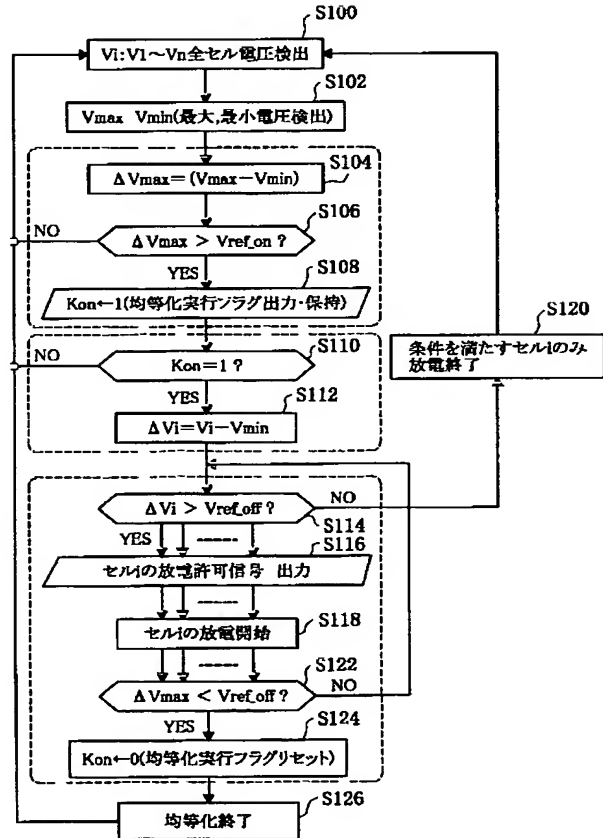 S100
Vi:V1～Vn全セル電圧検出
S102
Vmax Vmin(最大,最小電圧検出)
S104
ΔVmax＝(Vmax−Vmin)
S106
NO
ΔVmax > Vref_on ?
YES
S108
Kon←1(均等化実行フラグ出力・保持)
S110
NO
Kon＝1 ?
S120
条件を満たすセルiのみ
放電終了
YES
S112
ΔVi＝Vi−Vmin
ΔVi > Vref_off ?
NO
S114
YES
S116
セルiの放電許可信号 出力
S118
セルiの放電開始
S122
ΔVmax < Vref_off ?
NO
YES
S124
Kon←0(均等化実行フラグリセット)
S126
均等化終了